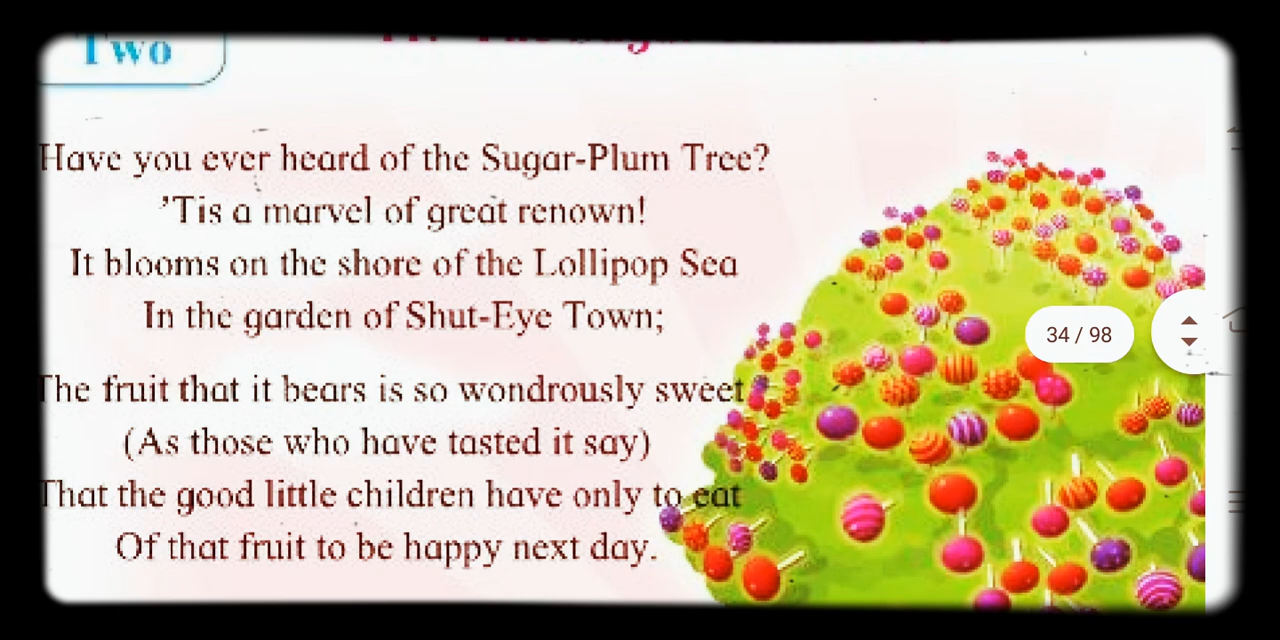 Two
Have you ever heard of the Sugar-Plum Tree?
’Tis a marvel of great renown!
It blooms on the shore of the Lollipop Sea
In the garden of Shut-Eye Town;
The fruit that it bears is so wondrously sweet
(As those who have tasted it say)
That the good little children have only to eat
Of that fruit to be happy next day.
34 / 98